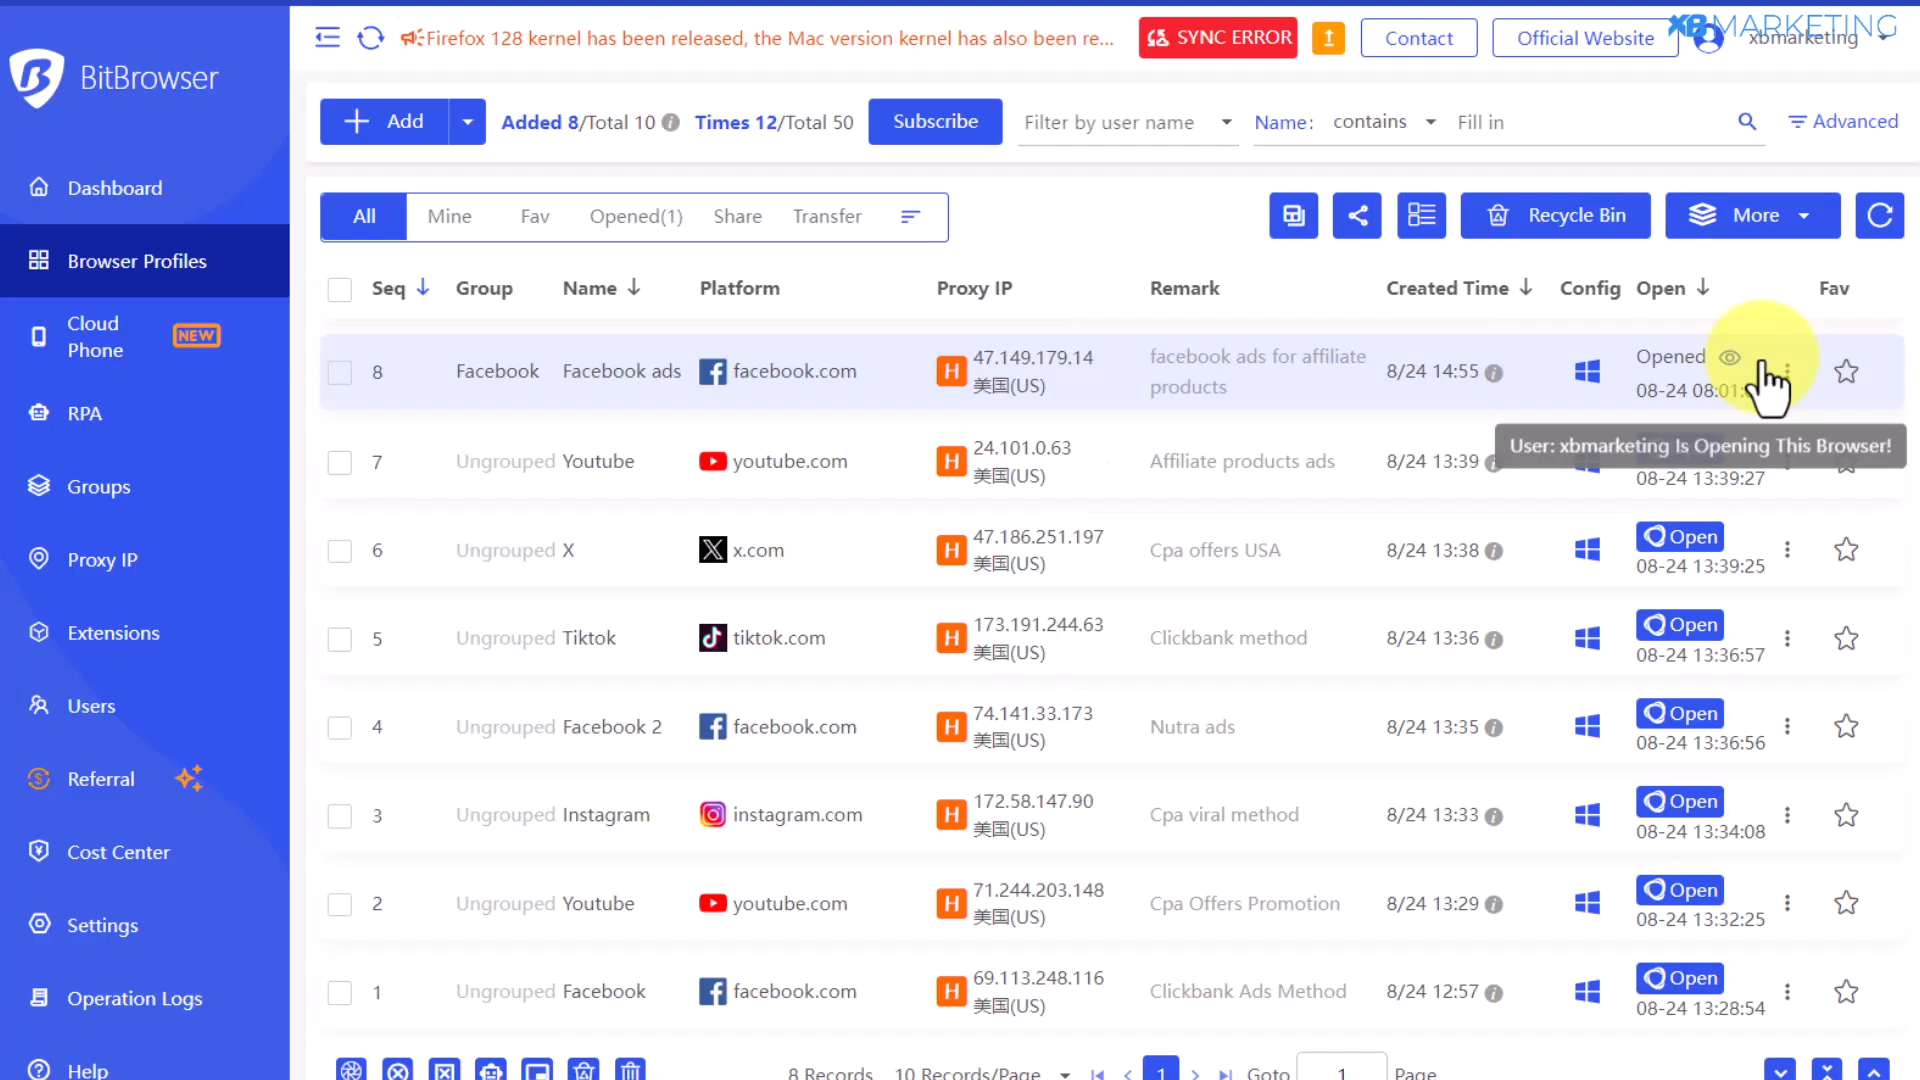 Firefox 128 kernel has been released, the Mac version kernel has also been re...
SYNC ERROR
Contact
Official Website
XB MARKETING
xbmarketing
BitBrowser
Add
Added 8/Total 10
Times 12/Total 50
Subscribe
Filter by user name
Name:
contains
Fill in
Advanced
Dashboard
Browser Profiles
Cloud Phone
NEW
RPA
Groups
Proxy IP
Extensions
Users
Referral
Cost Center
Settings
Operation Logs
Help
All
Mine
Fav
Opened(1)
Share
Transfer
Recycle Bin
More
Seq
Group
Name
Platform
Proxy IP
Remark
Created Time
Config
Open
Fav
8
Facebook
Facebook ads
facebook.com
H
47.149.179.14
美国(US)
facebook ads for affiliate
products
8/24 14:55
Opened
08-24 08:01:
User: xbmarketing Is Opening This Browser!
7
Ungrouped
Youtube
youtube.com
H
24.101.0.63
美国(US)
Affiliate products ads
8/24 13:39
08-24 13:39:27
6
Ungrouped
X
x.com
H
47.186.251.197
美国(US)
Cpa offers USA
8/24 13:38
Open
08-24 13:39:25
5
Ungrouped
Tiktok
tiktok.com
H
173.191.244.63
美国(US)
Clickbank method
8/24 13:36
Open
08-24 13:36:57
4
Ungrouped
Facebook 2
facebook.com
H
74.141.33.173
美国(US)
Nutra ads
8/24 13:35
Open
08-24 13:36:56
3
Ungrouped
Instagram
instagram.com
H
172.58.147.90
美国(US)
Cpa viral method
8/24 13:33
Open
08-24 13:34:08
2
Ungrouped
Youtube
youtube.com
H
71.244.203.148
美国(US)
Cpa Offers Promotion
8/24 13:29
Open
08-24 13:32:25
1
Ungrouped
Facebook
facebook.com
H
69.113.248.116
美国(US)
Clickbank Ads Method
8/24 12:57
Open
08-24 13:28:54
8 Records
10 Records/Page
1
Goto
1
Page